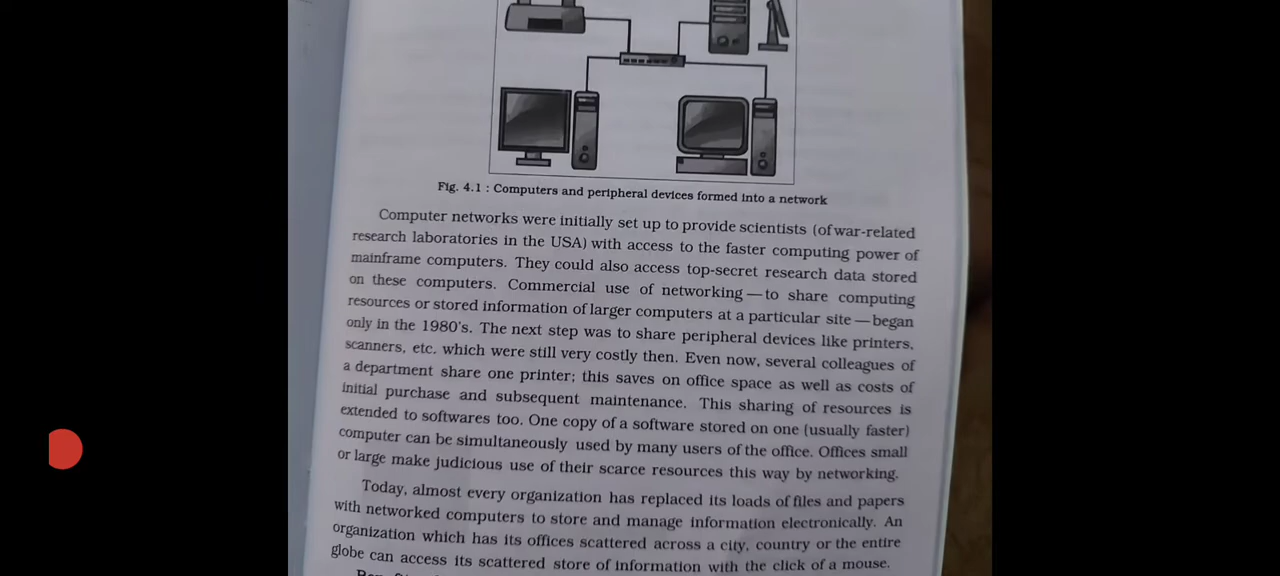 Fig. 4.1 : Computers and peripheral devices formed into a network
Computer networks were initially set up to provide scientists (of war-related
research laboratories in the USA) with access to the faster computing power of
mainframe computers. They could also access top-secret research data stored
on these computers. Commercial use of networking — to share computing
resources or stored information of larger computers at a particular site — began
only in the 1980's. The next step was to share peripheral devices like printers,
scanners, etc. which were still very costly then. Even now, several colleagues of
a department share one printer; this saves on office space as well as costs of
initial purchase and subsequent maintenance. This sharing of resources is
extended to softwares too. One copy of a software stored on one (usually faster)
computer can be simultaneously used by many users of the office. Offices small
or large make judicious use of their scarce resources this way by networking.
Today, almost every organization has replaced its loads of files and papers
with networked computers to store and manage information electronically. An
organization which has its offices scattered across a city, country or the entire
globe can access its scattered store of information with the click of a mouse.